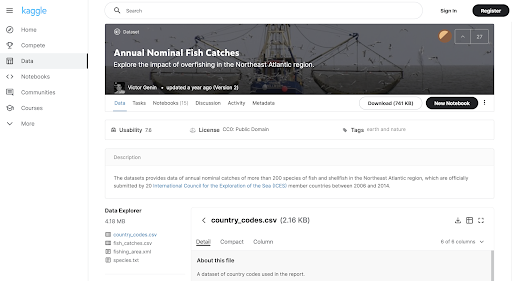 kaggle
Search
Sign In
Register
Home
Compete
Data
Notebooks
Communities
Courses
More
Dataset
27
Annual Nominal Fish Catches
Explore the impact of overfishing in the Northeast Atlantic region.
Victor Genin • updated a year ago (Version 2)
Data Tasks Notebooks (15) Discussion Activity Metadata
Download (741 KB)
New Notebook
Usability 7.6
License CC0: Public Domain
Tags earth and nature
Description
The datasets provides data of annual nominal catches of more than 200 species of fish and shellfish in the Northeast Atlantic region, which are officially
submitted by 20 International Council for the Exploration of the Sea (ICES) member countries between 2006 and 2014.
Data Explorer
4.18 MB
country_codes.csv
fish_catches.csv
fishing_area.xml
species.txt
country_codes.csv (2.16 KB)
Detail Compact Column
6 of 6 columns
About this file
A dataset of country codes used in the report.